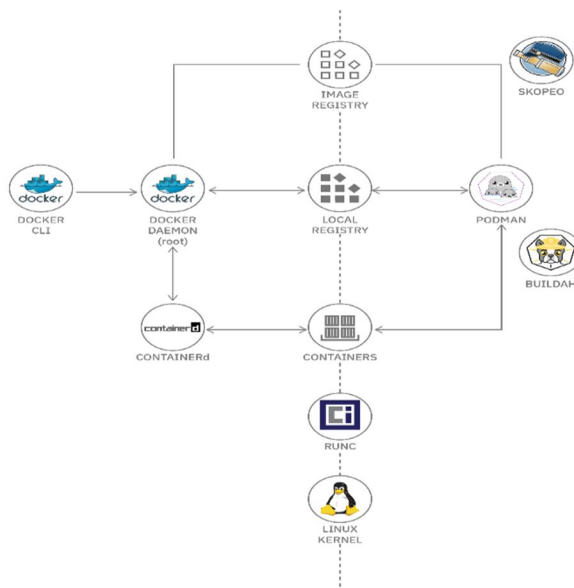 IMAGE
REGISTRY
SKOPEO
docker
DOCKER
CLI
docker
DOCKER
DAEMON
(root)
LOCAL
REGISTRY
PODMAN
BUILDAH
containerd
CONTAINERd
CONTAINERS
Ci
RUNC
LINUX
KERNEL